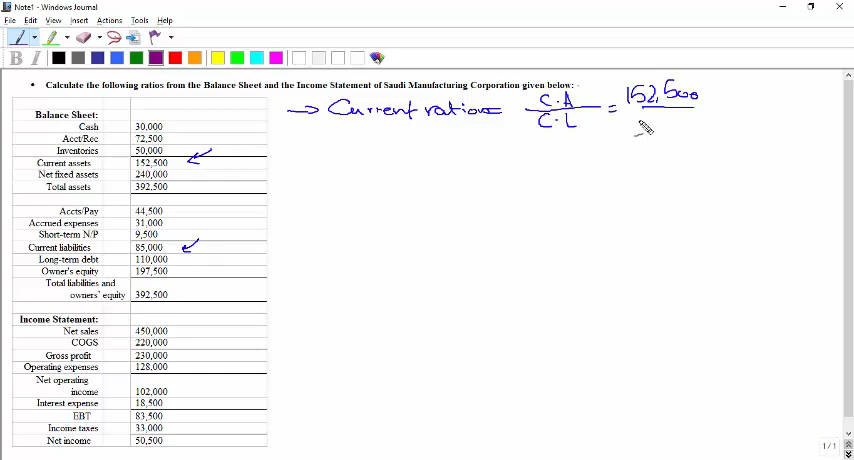 Note1 - Windows Journal
File Edit View Insert Actions Tools Help
B I
• Calculate the following ratios from the Balance Sheet and the Income Statement of Saudi Manufacturing Corporation given below: -
→ Current ratio = C.A / C.L = 152,500
Balance Sheet:
Cash 30,000
Acct/Rec 72,500
Inventories 50,000
Current assets 152,500
Net fixed assets 240,000
Total assets 392,500
Accts/Pay 44,500
Accrued expenses 31,000
Short-term N/P 9,500
Current liabilities 85,000
Long-term debt 110,000
Owner's equity 197,500
Total liabilities and
owners' equity 392,500
Income Statement:
Net sales 450,000
COGS 220,000
Gross profit 230,000
Operating expenses 128,000
Net operating
income 102,000
Interest expense 18,500
EBT 83,500
Income taxes 33,000
Net income 50,500
1 / 1